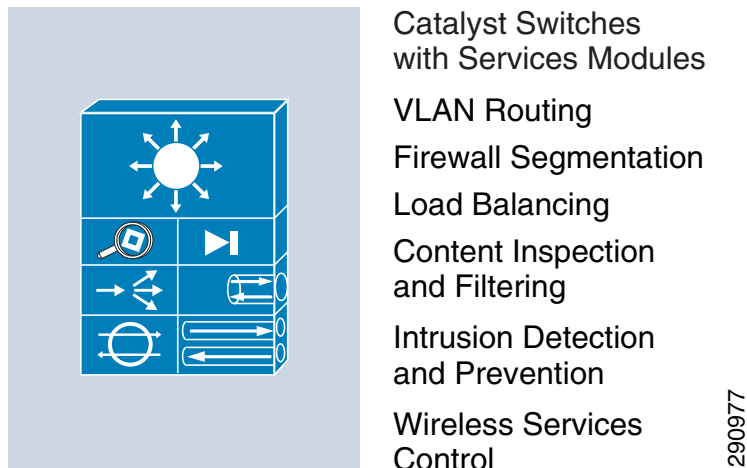 Catalyst Switches
with Services Modules
VLAN Routing
Firewall Segmentation
Load Balancing
Content Inspection
and Filtering
Intrusion Detection
and Prevention
Wireless Services
Control
290977